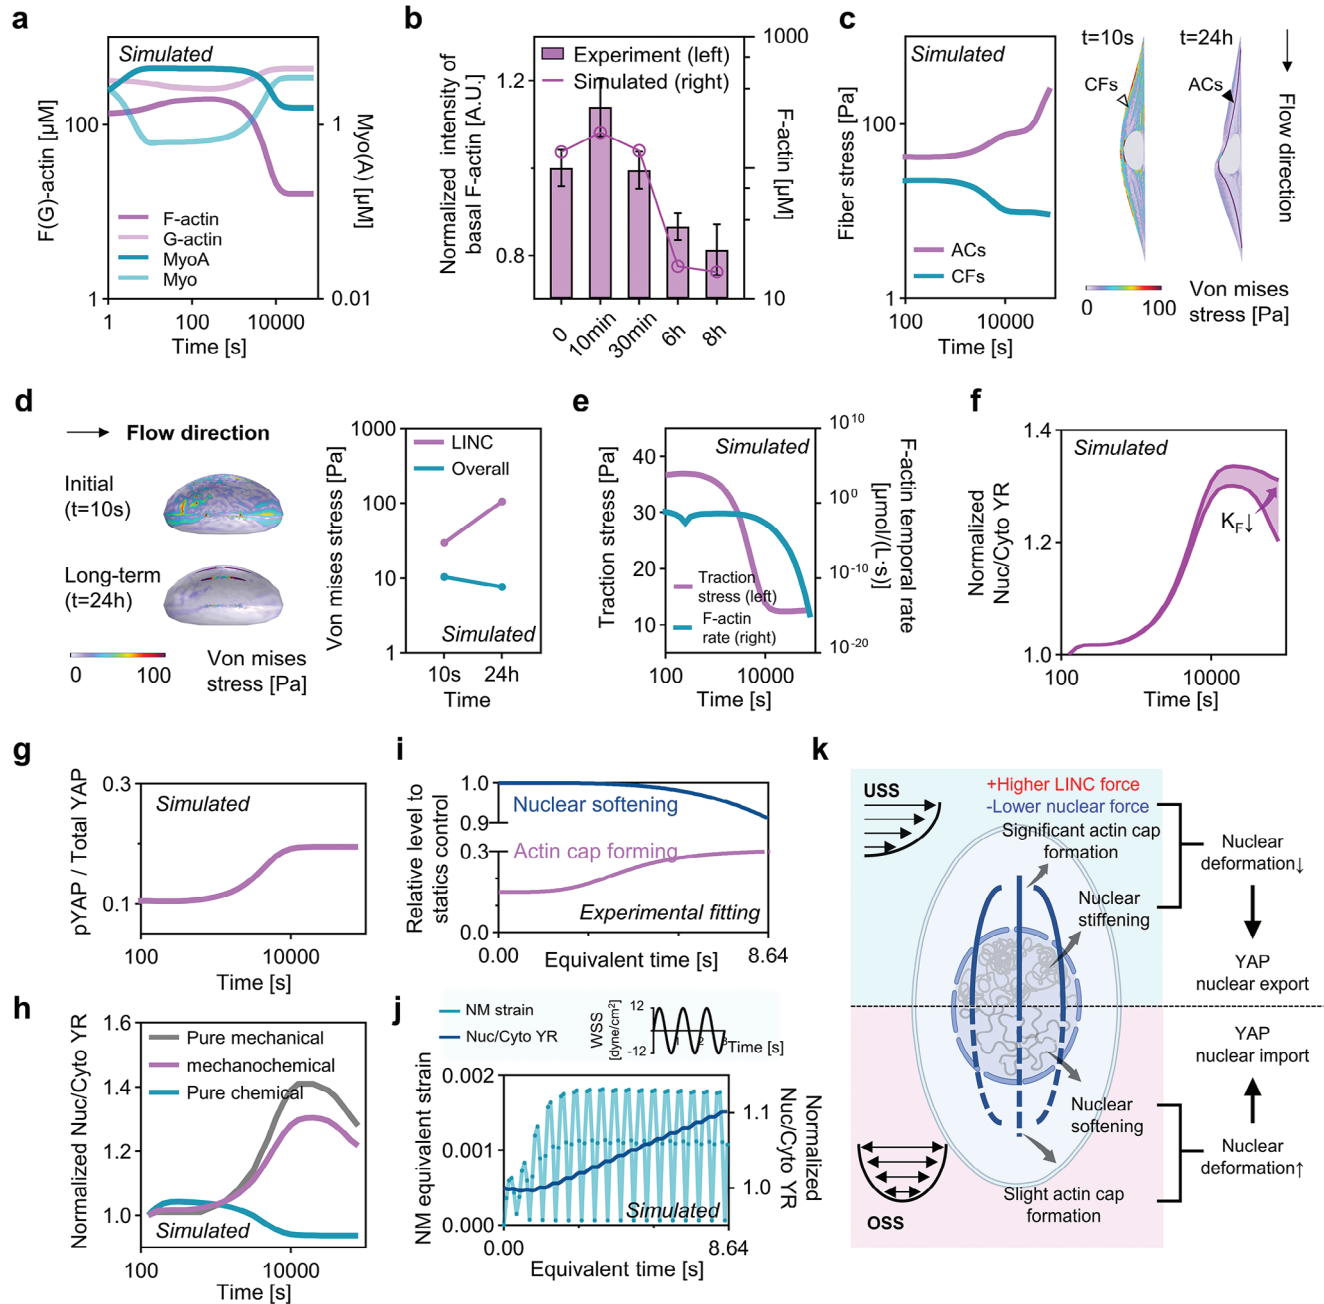 a
Simulated
F(G)-actin [µM]
100
1
1
0.01
Myo(A) [µM]
F-actin
G-actin
MyoA
Myo
1
100
10000
Time [s]
b
Normalized intensity of
basal F-actin [A.U.]
1.2
1
0.8
Experiment (left)
Simulated (right)
1000
10
F-actin [µM]
0
10min
30min
6h
8h
c
Simulated
Fiber stress [Pa]
100
1
ACs
CFs
100
10000
Time [s]
t=10s
t=24h
CFs
ACs
Flow direction
0
100
Von mises
stress [Pa]
d
Flow direction
Initial
(t=10s)
Long-term
(t=24h)
0
100
Von mises
stress [Pa]
Von mises stress [Pa]
1000
100
10
1
LINC
Overall
Simulated
10s
24h
Time
e
Simulated
Traction stress [Pa]
40
30
20
10
Traction
stress (left)
F-actin
rate (right)
10^10
10^0
10^-10
10^-20
F-actin temporal rate
[µmol/(L·s)]
100
10000
Time [s]
f
Simulated
Normalized
Nuc/Cyto YR
1.4
1.2
1.0
K_F↓
100
10000
Time [s]
g
Simulated
pYAP / Total YAP
0.3
0.1
100
10000
Time [s]
h
Normalized Nuc/Cyto YR
1.6
1.4
1.2
1.0
Pure mechanical
mechanochemical
Pure chemical
Simulated
100
10000
Time [s]
i
Relative level to
statics control
1.0
0.9
0.3
0.0
Nuclear softening
Actin cap forming
Experimental fitting
0.00
8.64
Equivalent time [s]
j
NM strain
Nuc/Cyto YR
WSS
[dyne/cm²]
12
-12
1
2
3
Time [s]
NM equivalent strain
0.002
0.001
0.000
1.1
1.0
Normalized
Nuc/Cyto YR
Simulated
0.00
8.64
Equivalent time [s]
k
USS
+Higher LINC force
-Lower nuclear force
Significant actin cap
formation
Nuclear
stiffening
Nuclear
deformation↓
YAP
nuclear export
YAP
nuclear import
Nuclear
softening
Nuclear
deformation↑
Slight actin cap
formation
OSS